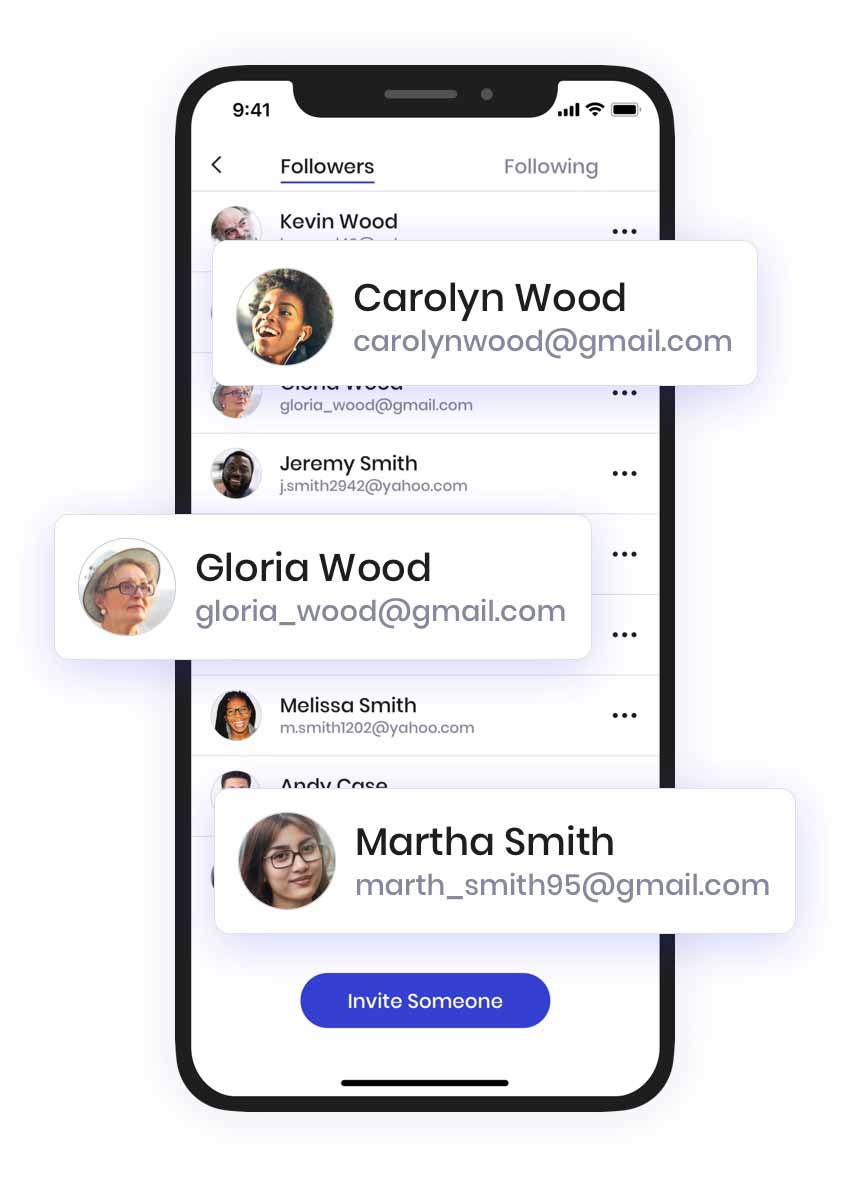 9:41
Followers Following
Kevin Wood
Carolyn Wood
carolynwood@gmail.com
Gloria Wood
gloria_wood@gmail.com
Jeremy Smith
j.smith2942@yahoo.com
Gloria Wood
gloria_wood@gmail.com
Melissa Smith
m.smith1202@yahoo.com
Andy Case
Martha Smith
marth_smith95@gmail.com
Invite Someone